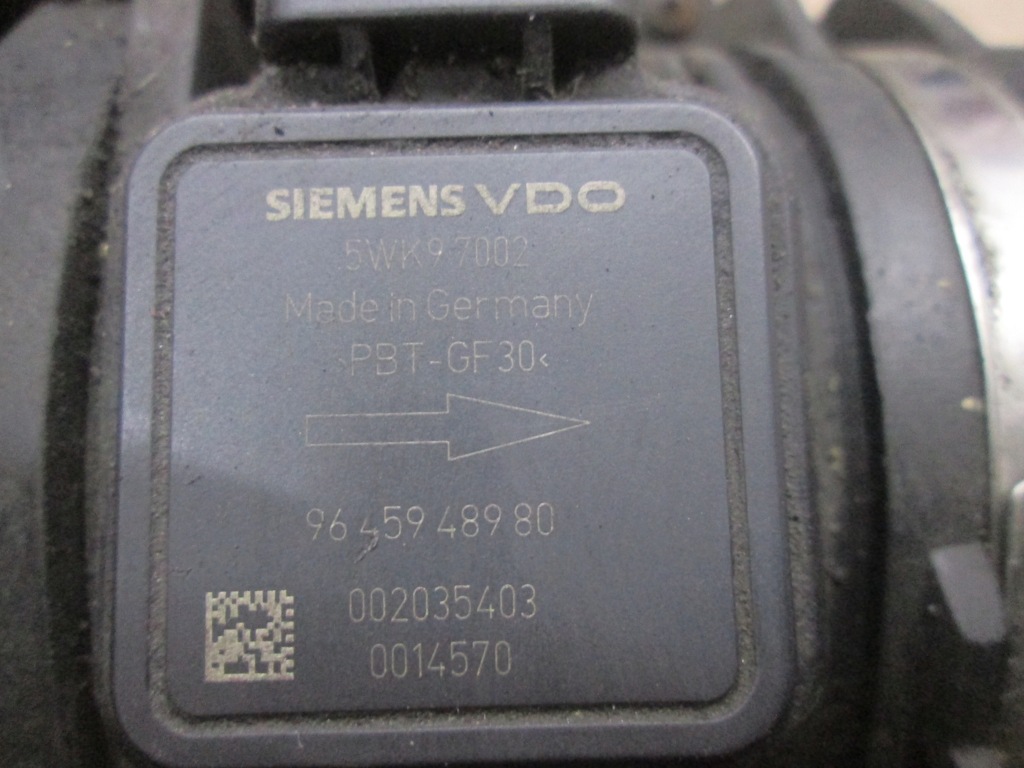 SIEMENS VDO
5WK9 7002
Made in Germany
>PBT-GF30<
96 459 489 80
002035403
0014570